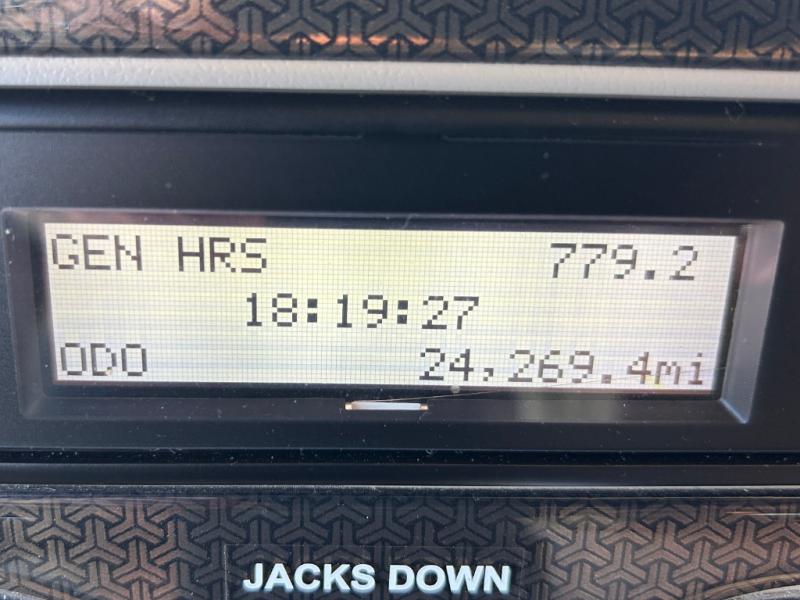 GEN HRS 779.2
18:19:27
ODO 24,269.4mi
JACKS DOWN